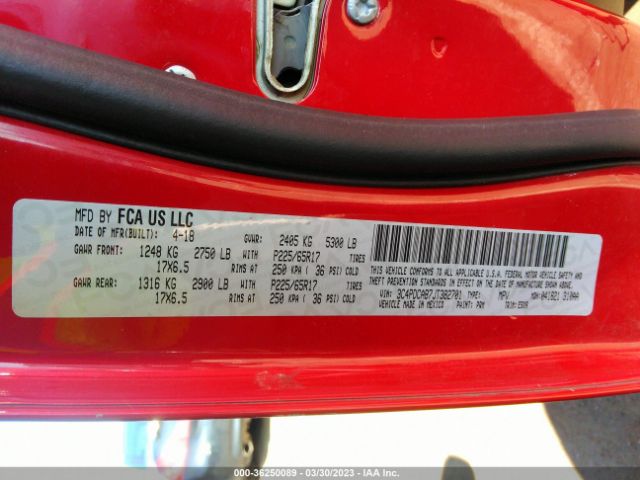 MFD BY FCA US LLC
DATE OF MFR(BUILT): 4-18 GVWR: 2405 KG 5300 LB
GAWR FRONT: 1248 KG 2750 LB WITH P225/65R17 TIRES
17X6.5 RIMS AT 250 KPA ( 36 PSI) COLD
GAWR REAR: 1316 KG 2900 LB WITH P225/65R17 TIRES
17X6.5 RIMS AT 250 KPA ( 36 PSI) COLD
THIS VEHICLE CONFORMS TO ALL APPLICABLE U.S.A. FEDERAL MOTOR VEHICLE SAFETY AND
THEFT PREVENTION STANDARDS IN EFFECT ON THE DATE OF MANUFACTURE SHOWN ABOVE.
VIN: 3C4PDCAB7JT382701 TYPE: MPV MDH: 041821 310AA
VEHICLE MADE IN MEXICO PAINT: PRM
000-36250089 - 03/30/2023 - IAA Inc.